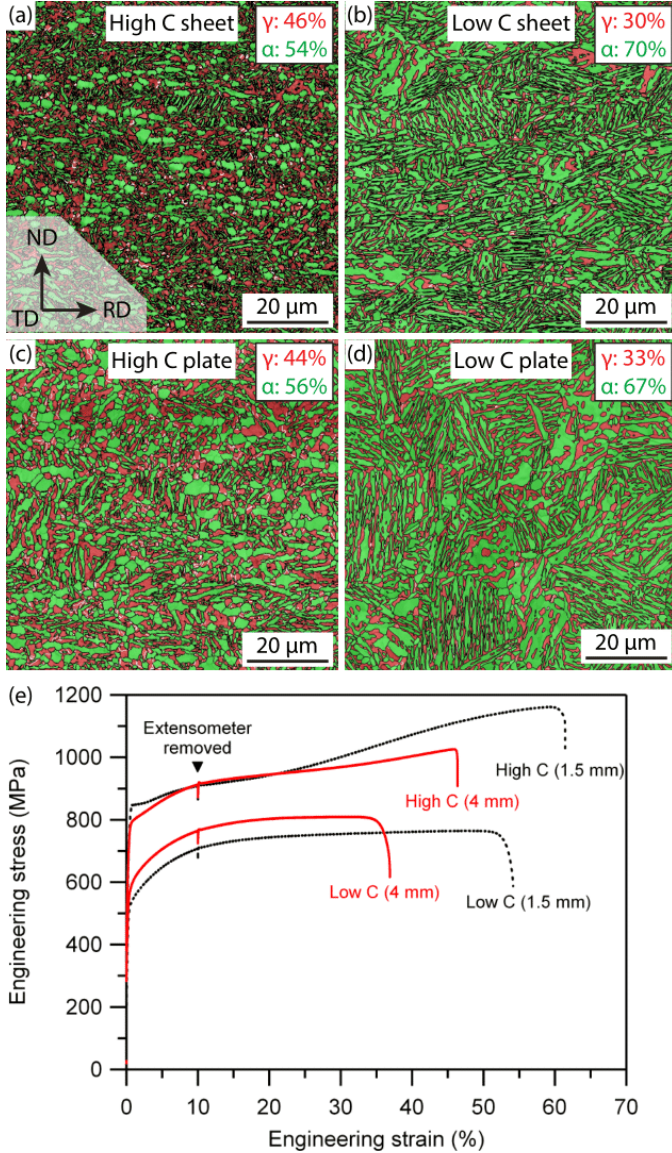 (a)
High C sheet
γ: 46%
α: 54%
ND
TD
RD
20 μm
(b)
Low C sheet
γ: 30%
α: 70%
20 μm
(c)
High C plate
γ: 44%
α: 56%
20 μm
(d)
Low C plate
γ: 33%
α: 67%
20 μm
(e)
Engineering stress (MPa)
1200
1000
800
600
400
200
0
Extensometer
removed
High C (1.5 mm)
High C (4 mm)
Low C (4 mm)
Low C (1.5 mm)
0 10 20 30 40 50 60 70
Engineering strain (%)